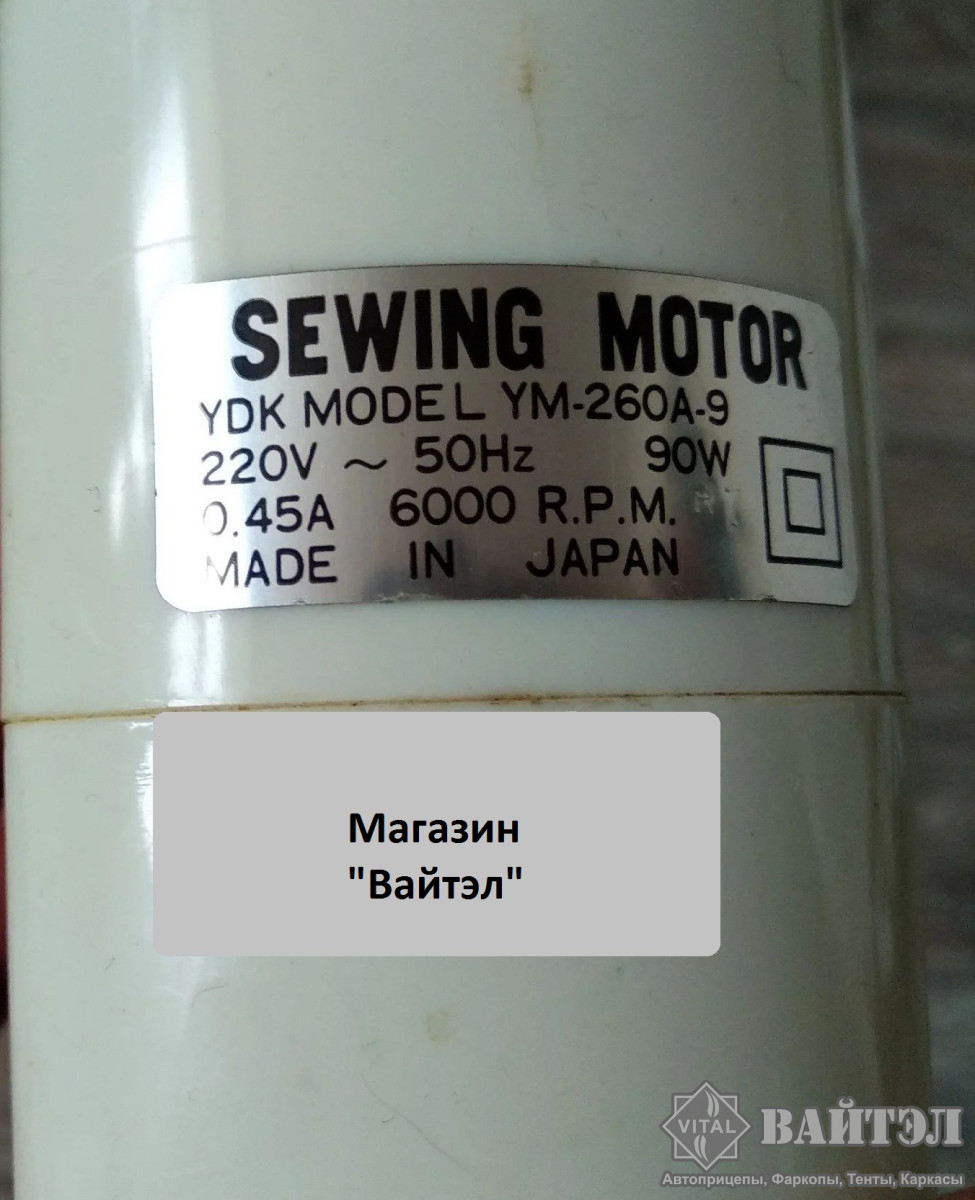 SEWING MOTOR
YDK MODEL YM-260A-9
220V ~ 50Hz 90W
0.45A 6000 R.P.M.
MADE IN JAPAN
Магазин
"Вайтэл"
VITAL ВАЙТЭЛ
Автоприцепы, Фаркопы, Тенты, Каркасы